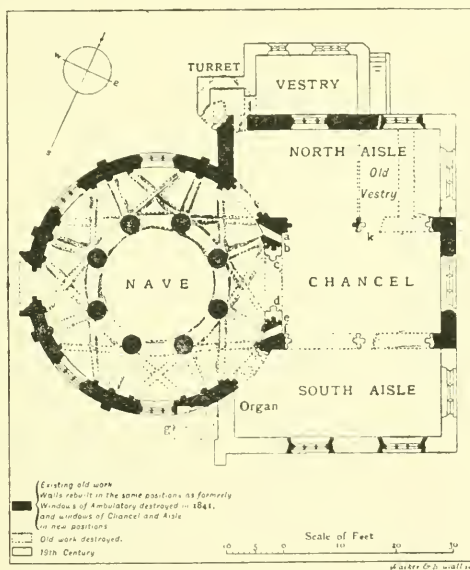 TURRET
VESTRY
NORTH AISLE
Old
Vestry
a
b
c
k
NAVE
CHANCEL
d
e
SOUTH AISLE
Organ
g
Existing old work
Walls rebuilt in the same positions as formerly
Windows of Ambulatory destroyed in 1841,
and windows of Chancel and Aisle
in new positions
Old work destroyed.
19th Century
Scale of Feet
10 5 0 10 20 30